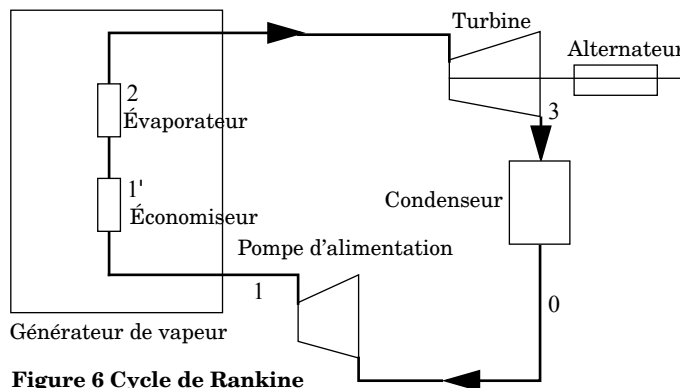 Turbine
Alternateur
2
Évaporateur
3
1'
Économiseur
Condenseur
Pompe d’alimentation
1
0
Générateur de vapeur
Figure 6 Cycle de Rankine